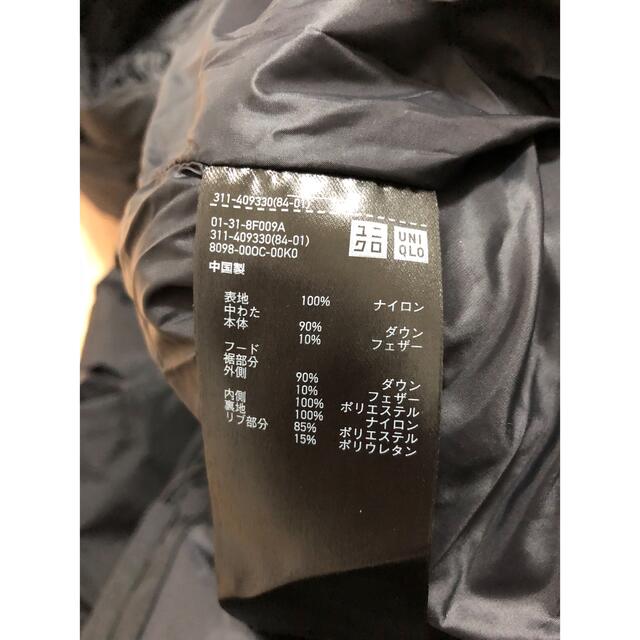 311-409330(84-01)
01-31-8F009A
311-409330(84-01)
8098-000C-00K0
中国製
ユニクロ
UNIQLO
表地 100% ナイロン
中わた
本体 90% ダウン
10% フェザー
フード
裾部分
外側 90% ダウン
10% フェザー
内側 100% ポリエステル
裏地 100% ナイロン
リブ部分 85% ポリエステル
15% ポリウレタン